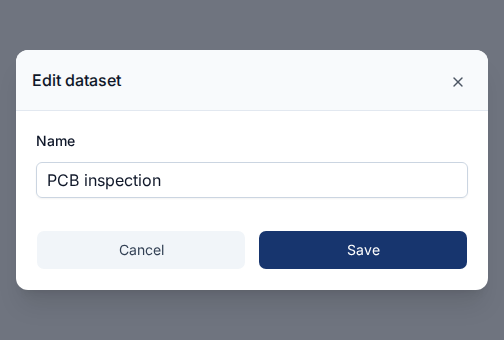 Edit dataset
Name
PCB inspection
Cancel
Save